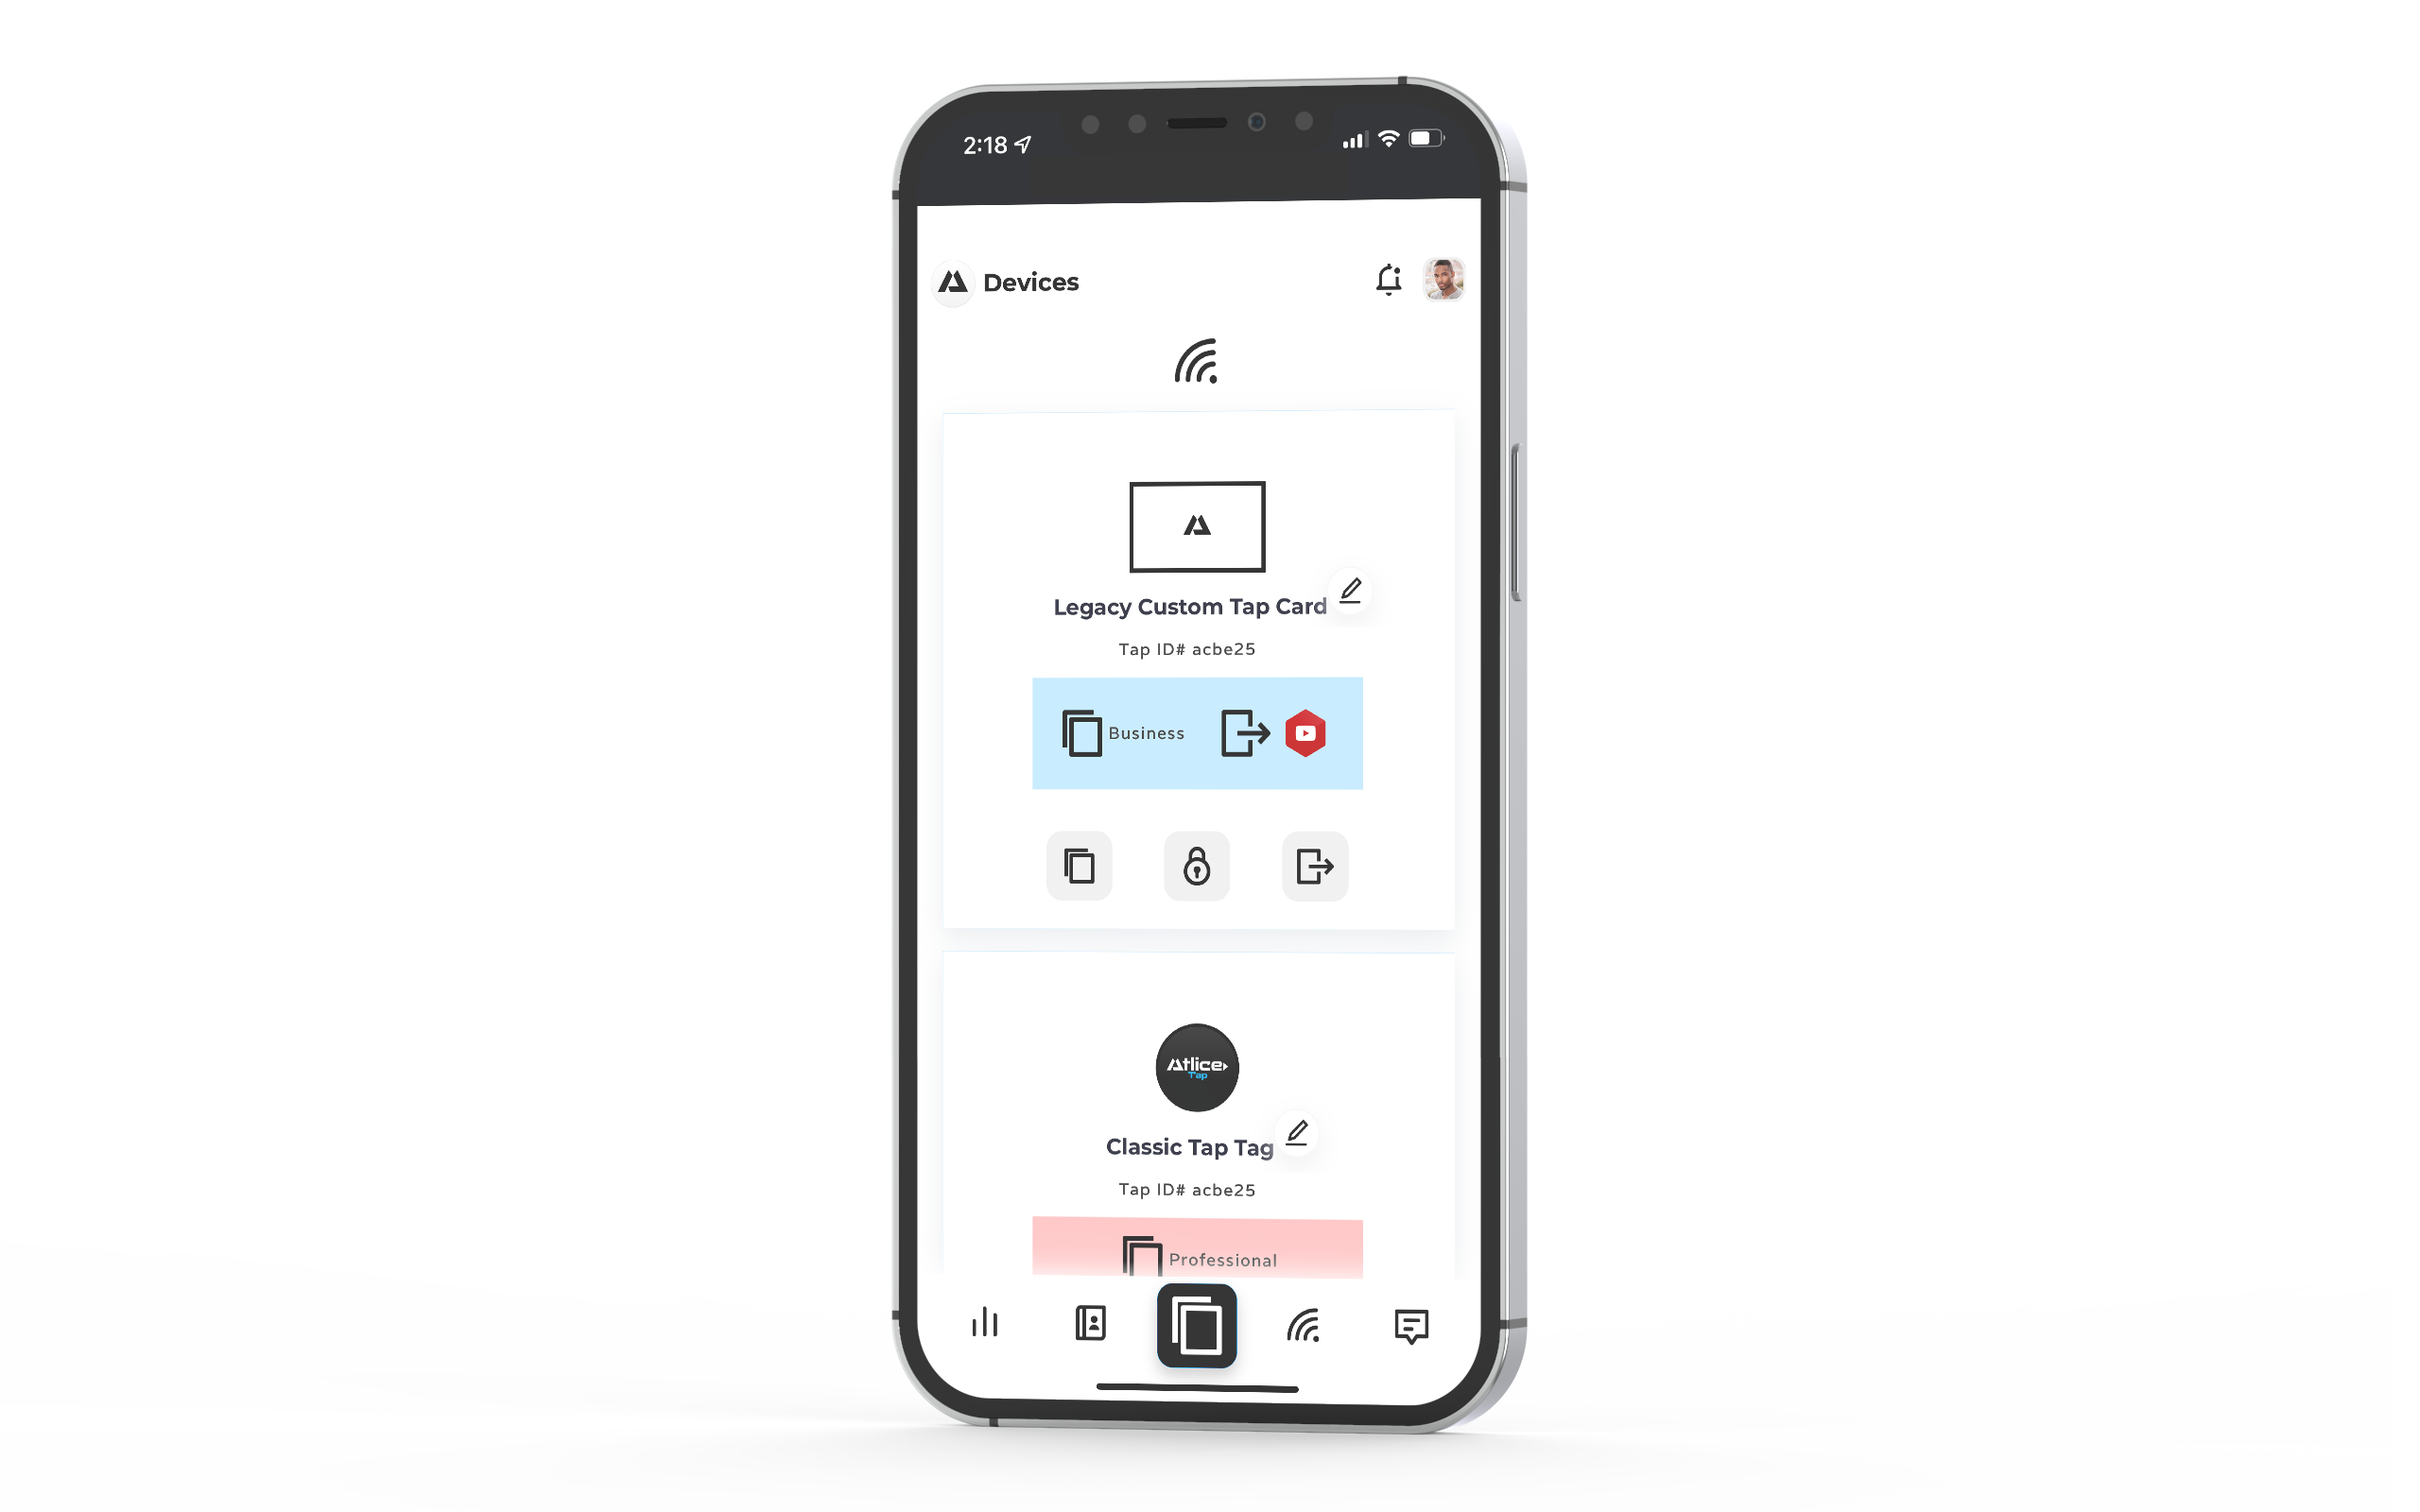 2:18
Devices
Legacy Custom Tap Card
Tap ID# acbe25
Business
Atlice
Tap
Classic Tap Tag
Tap ID# acbe25
Professional